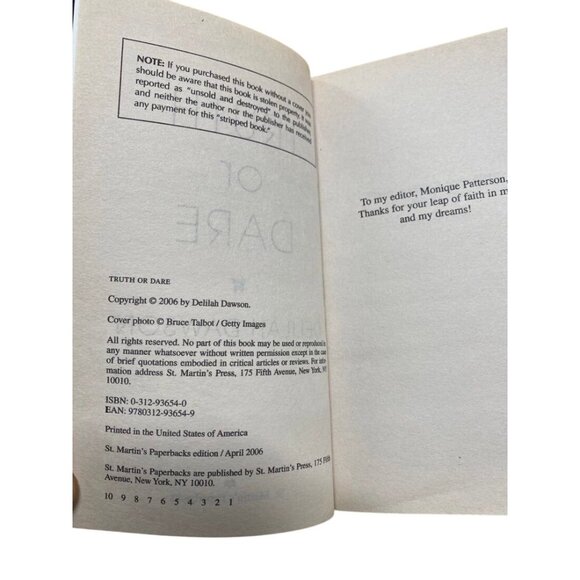 NOTE: If you purchased this book without a cover you
should be aware that this book is stolen property. It was
reported as "unsold and destroyed" to the publisher,
and neither the author nor the publisher has received
any payment for this "stripped book."
or
DARE
TRUTH OR DARE
Copyright © 2006 by Delilah Dawson.
Cover photo © Bruce Talbot / Getty Images
All rights reserved. No part of this book may be used or reproduced in
any manner whatsoever without written permission except in the case
of brief quotations embodied in critical articles or reviews. For infor-
mation address St. Martin's Press, 175 Fifth Avenue, New York, NY
10010.
ISBN: 0-312-93654-0
EAN: 9780312-93654-9
Printed in the United States of America
St. Martin's Paperbacks edition / April 2006
St. Martin's Paperbacks are published by St. Martin's Press, 175 Fifth
Avenue, New York, NY 10010.
10 9 8 7 6 5 4 3 2 1
To my editor, Monique Patterson,
Thanks for your leap of faith in m
and my dreams!